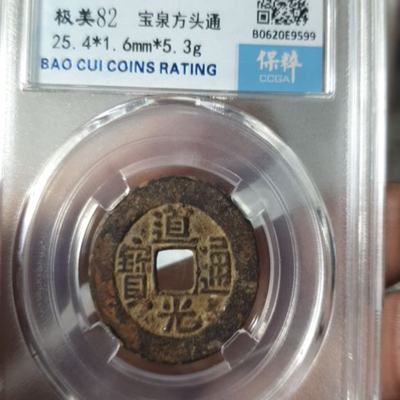 极美82 宝泉方头通
25.4*1.6mm*5.3g
BAO CUI COINS RATING
B0620E9599
保粹
CCGA
道光通寶